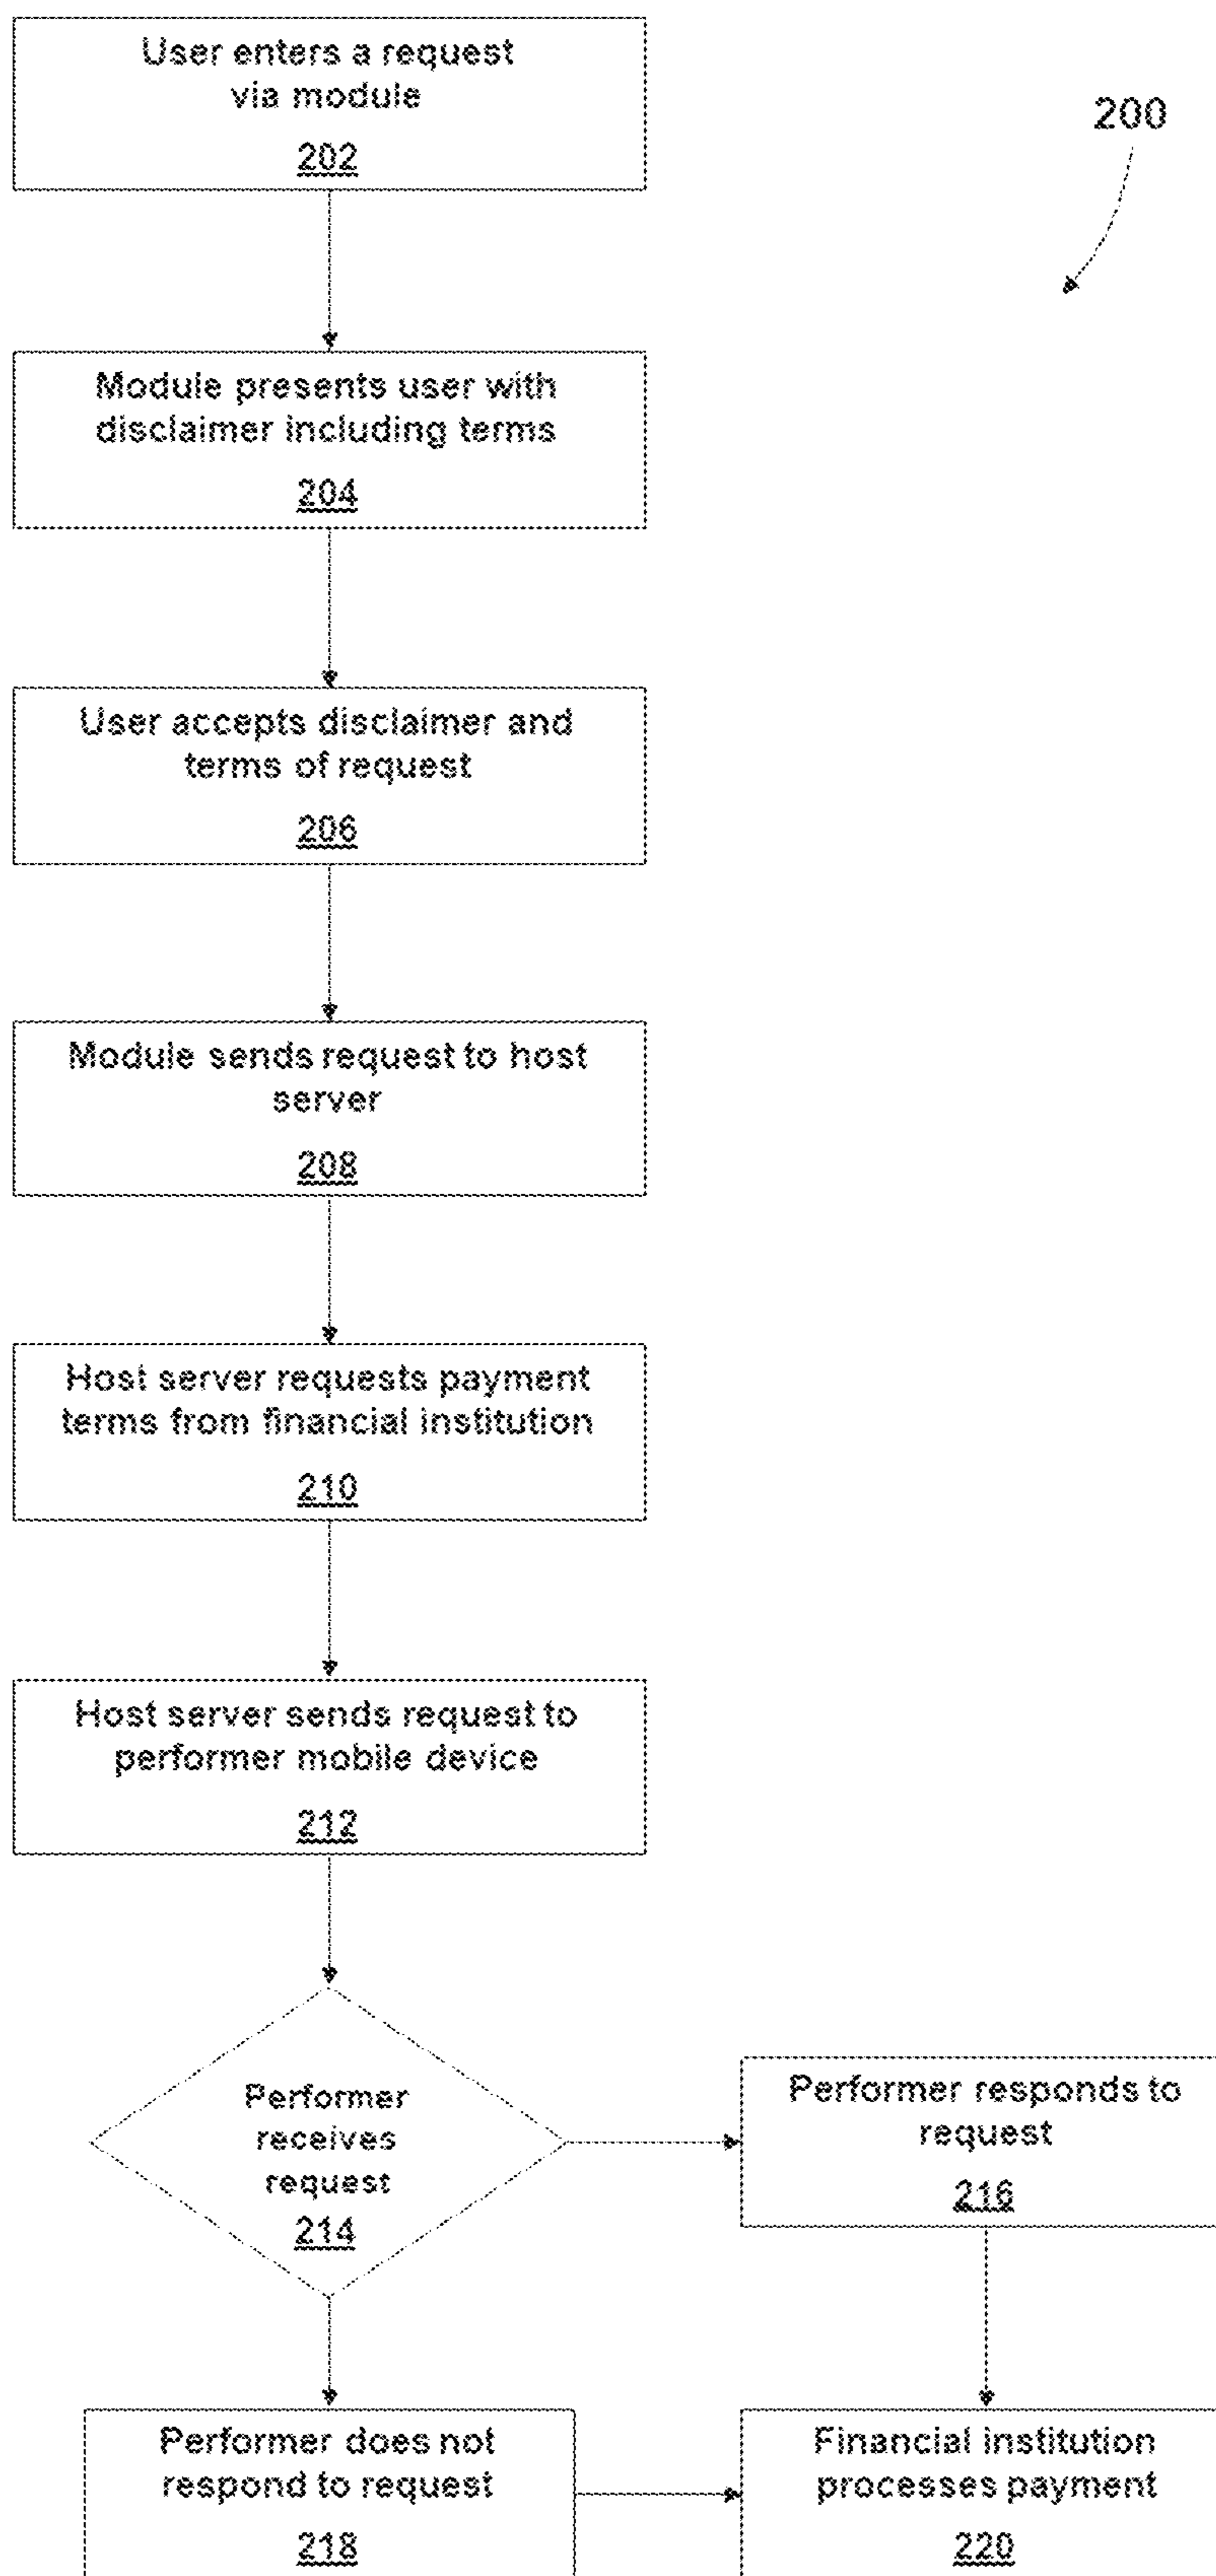 User enters a request
via module
202
200
Module presents user with
disclaimer including terms
204
User accepts disclaimer and
terms of request
206
Module sends request to host
server
208
Host server requests payment
terms from financial institution
210
Host server sends request to
performer mobile device
212
Performer
receives
request
214
Performer responds to
request
216
Performer does not
respond to request
218
Financial institution
processes payment
220